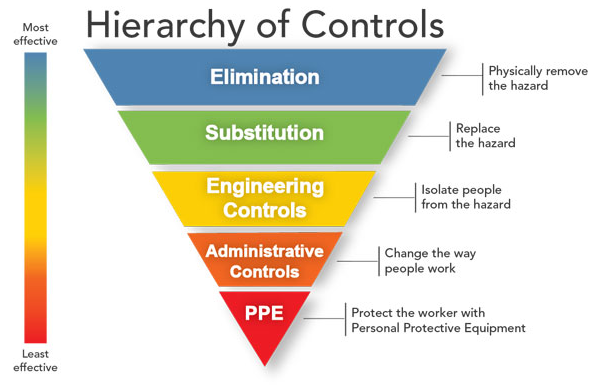 Hierarchy of Controls
Most
effective
Elimination
Physically remove
the hazard
Substitution
Replace
the hazard
Engineering
Controls
Isolate people
from the hazard
Administrative
Controls
Change the way
people work
PPE
Protect the worker with
Personal Protective Equipment
Least
effective